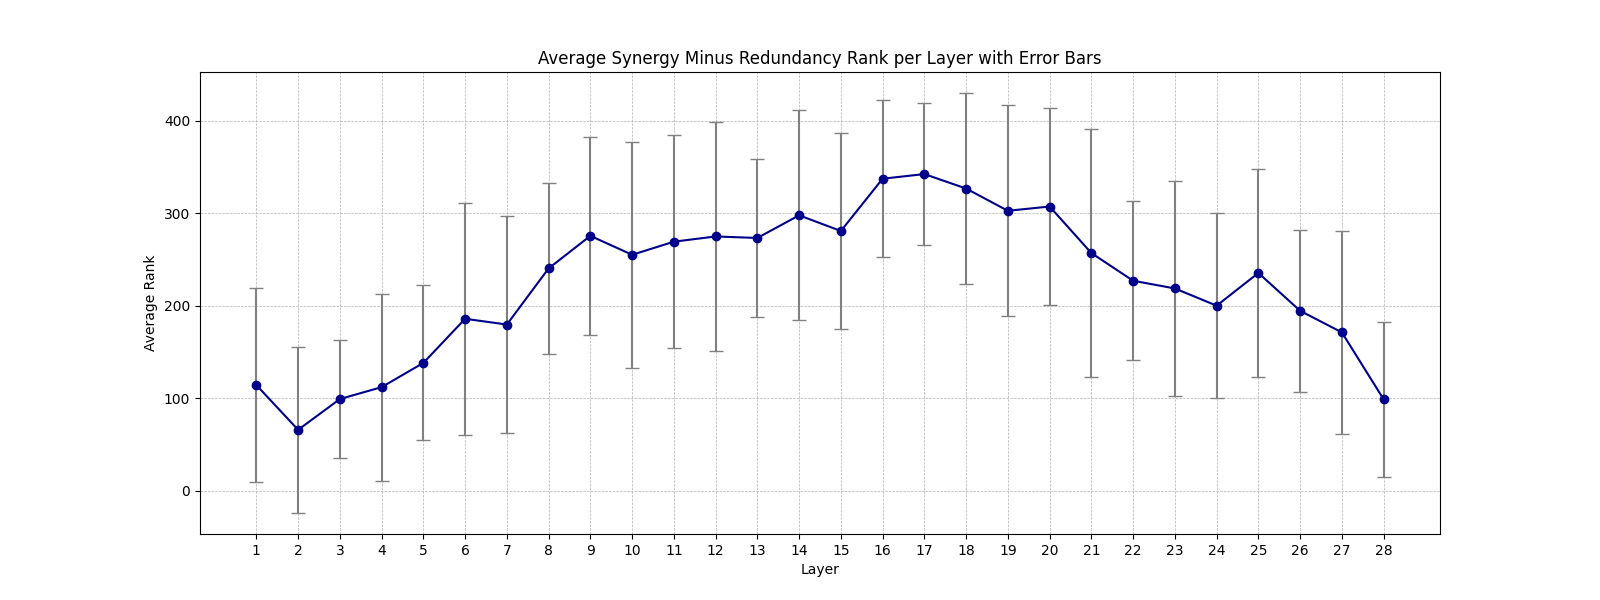 Average Synergy Minus Redundancy Rank per Layer with Error Bars
400
300
200
100
0
Average Rank
1 2 3 4 5 6 7 8 9 10 11 12 13 14 15 16 17 18 19 20 21 22 23 24 25 26 27 28
Layer